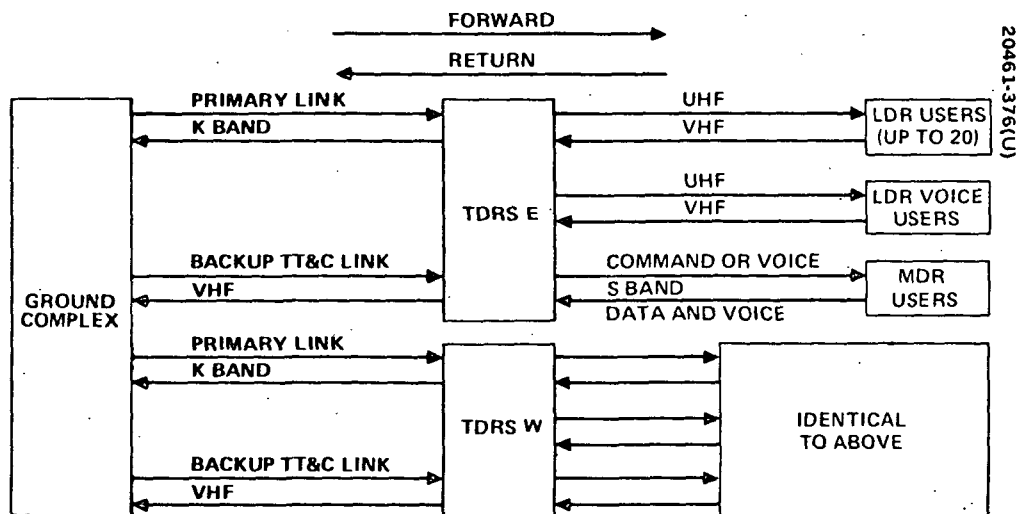 FORWARD
RETURN
20461-376(U)
PRIMARY LINK
K BAND
UHF
VHF
LDR USERS
(UP TO 20)
UHF
VHF
LDR VOICE
USERS
TDRS E
BACKUP TT&C LINK
VHF
COMMAND OR VOICE
S BAND
DATA AND VOICE
MDR
USERS
GROUND
COMPLEX
PRIMARY LINK
K BAND
TDRS W
IDENTICAL
TO ABOVE
BACKUP TT&C LINK
VHF